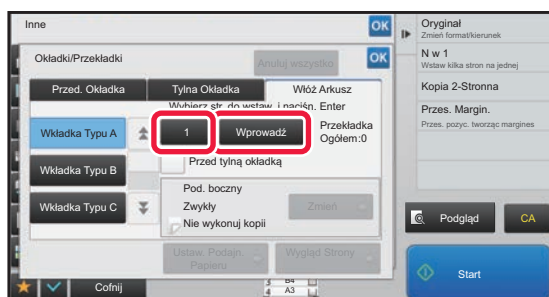 Inne
OK
Okładki/Przekładki
Anuluj wszystko
OK
Przed. Okładka
Tylna Okładka
Włóż Arkusz
Wybierz str. do wstaw. i naciśn. Enter
Wkładka Typu A
1
Wprowadź
Przekładka
Ogółem:0
Przed tylną okładką
Wkładka Typu B
Pod. boczny
Zwykły
Nie wykonuj kopii
Zmień
Wkładka Typu C
Ustaw. Podajn.
Papieru
Wygląd Strony
Cofnij
3 B4
4 A3
Oryginał
Zmień format/kierunek
N w 1
Wstaw kilka stron na jednej
Kopia 2-Stronna
Przes. Margin.
Przes. pozyc. tworząc margines
Podgląd
CA
Start